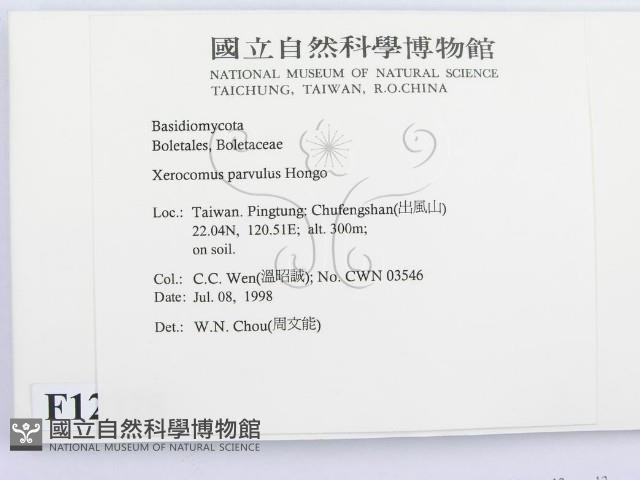 國立自然科學博物館
NATIONAL MUSEUM OF NATURAL SCIENCE
TAICHUNG, TAIWAN, R.O.CHINA
Basidiomycota
Boletales, Boletaceae
Xerocomus parvulus Hongo
Loc.: Taiwan. Pingtung; Chufengshan(出風山)
22.04N, 120.51E; alt. 300m;
on soil.
Col.: C.C. Wen(溫昭誠); No. CWN 03546
Date: Jul. 08, 1998
Det.: W.N. Chou(周文能)
F12
國立自然科學博物館
NATIONAL MUSEUM OF NATURAL SCIENCE